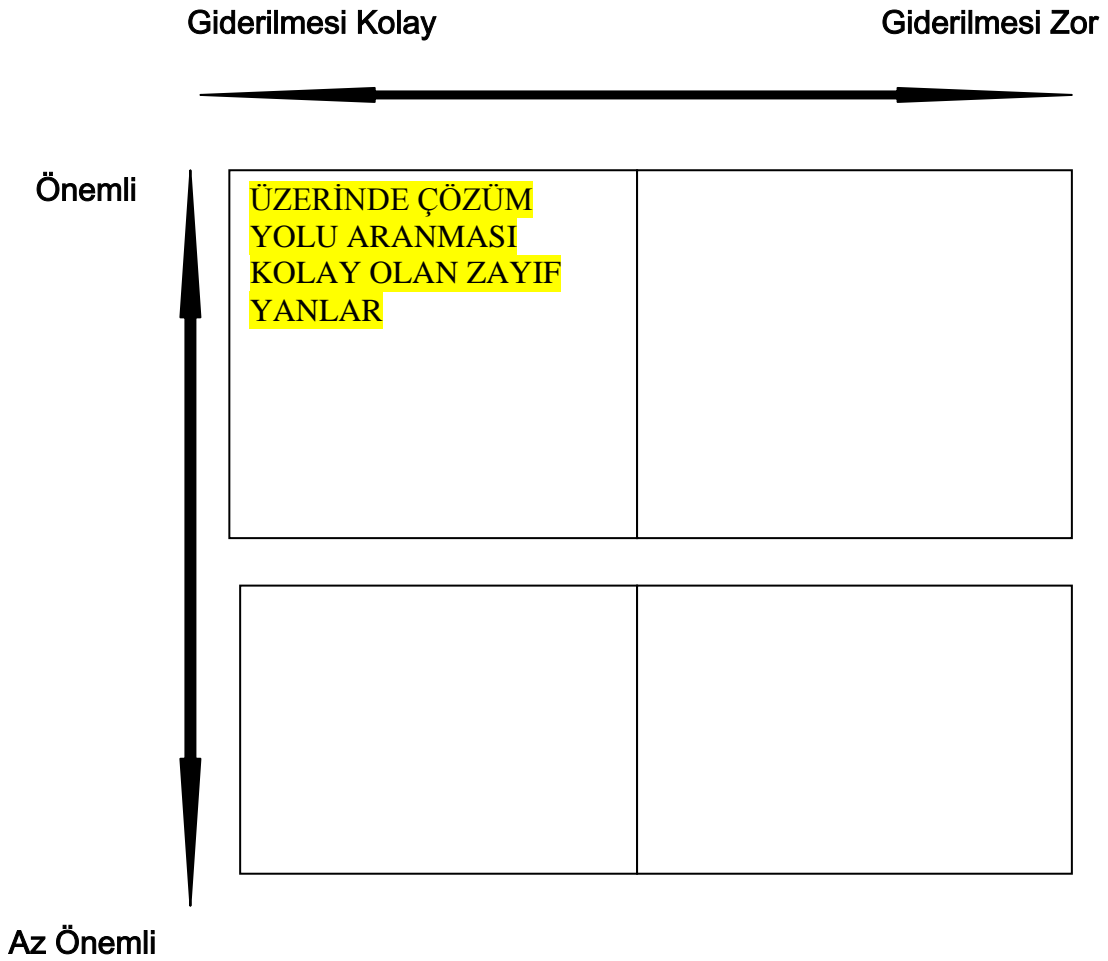 Giderilmesi Kolay Giderilmesi Zor
Önemli
ÜZERİNDE ÇÖZÜM
YOLU ARANMASI
KOLAY OLAN ZAYIF
YANLAR
Az Önemli